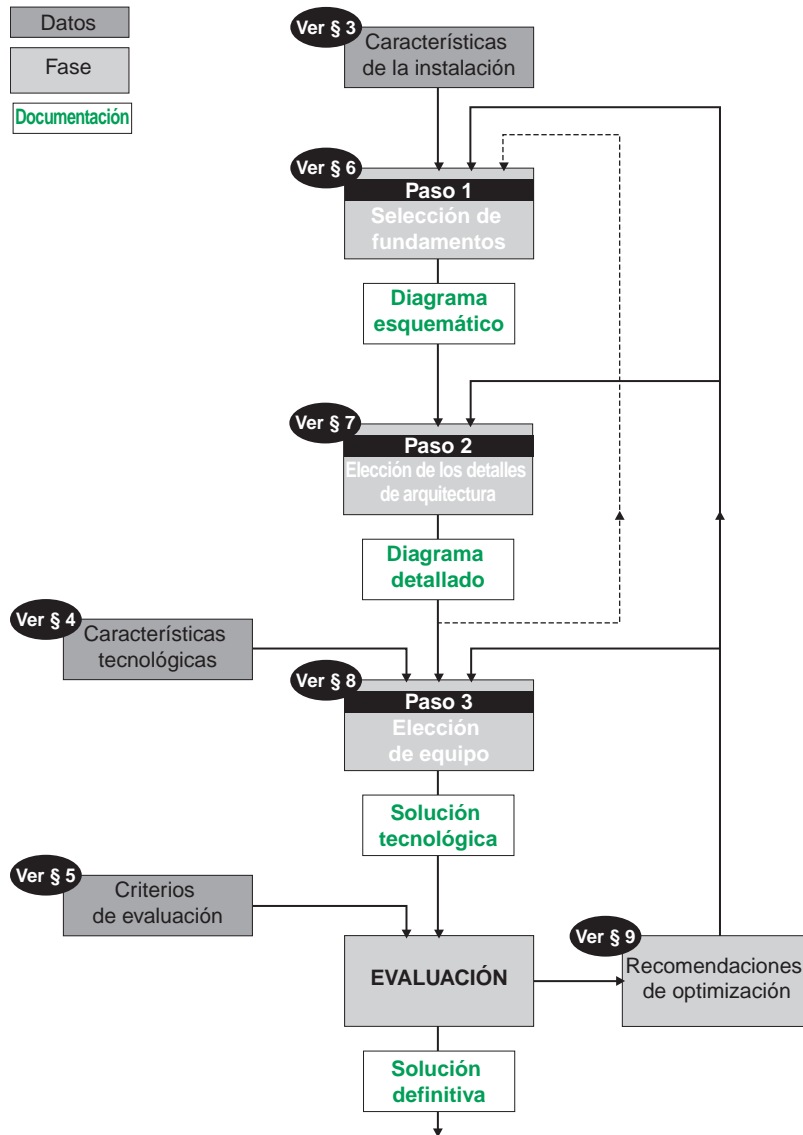 Datos
Fase
Documentación
Ver § 3
Características
de la instalación
Ver § 6
Paso 1
Selección de
fundamentos
Diagrama
esquemático
Ver § 7
Paso 2
Elección de los detalles
de arquitectura
Diagrama
detallado
Ver § 4
Características
tecnológicas
Ver § 8
Paso 3
Elección
de equipo
Solución
tecnológica
Ver § 5
Criterios
de evaluación
EVALUACIÓN
Ver § 9
Recomendaciones
de optimización
Solución
definitiva